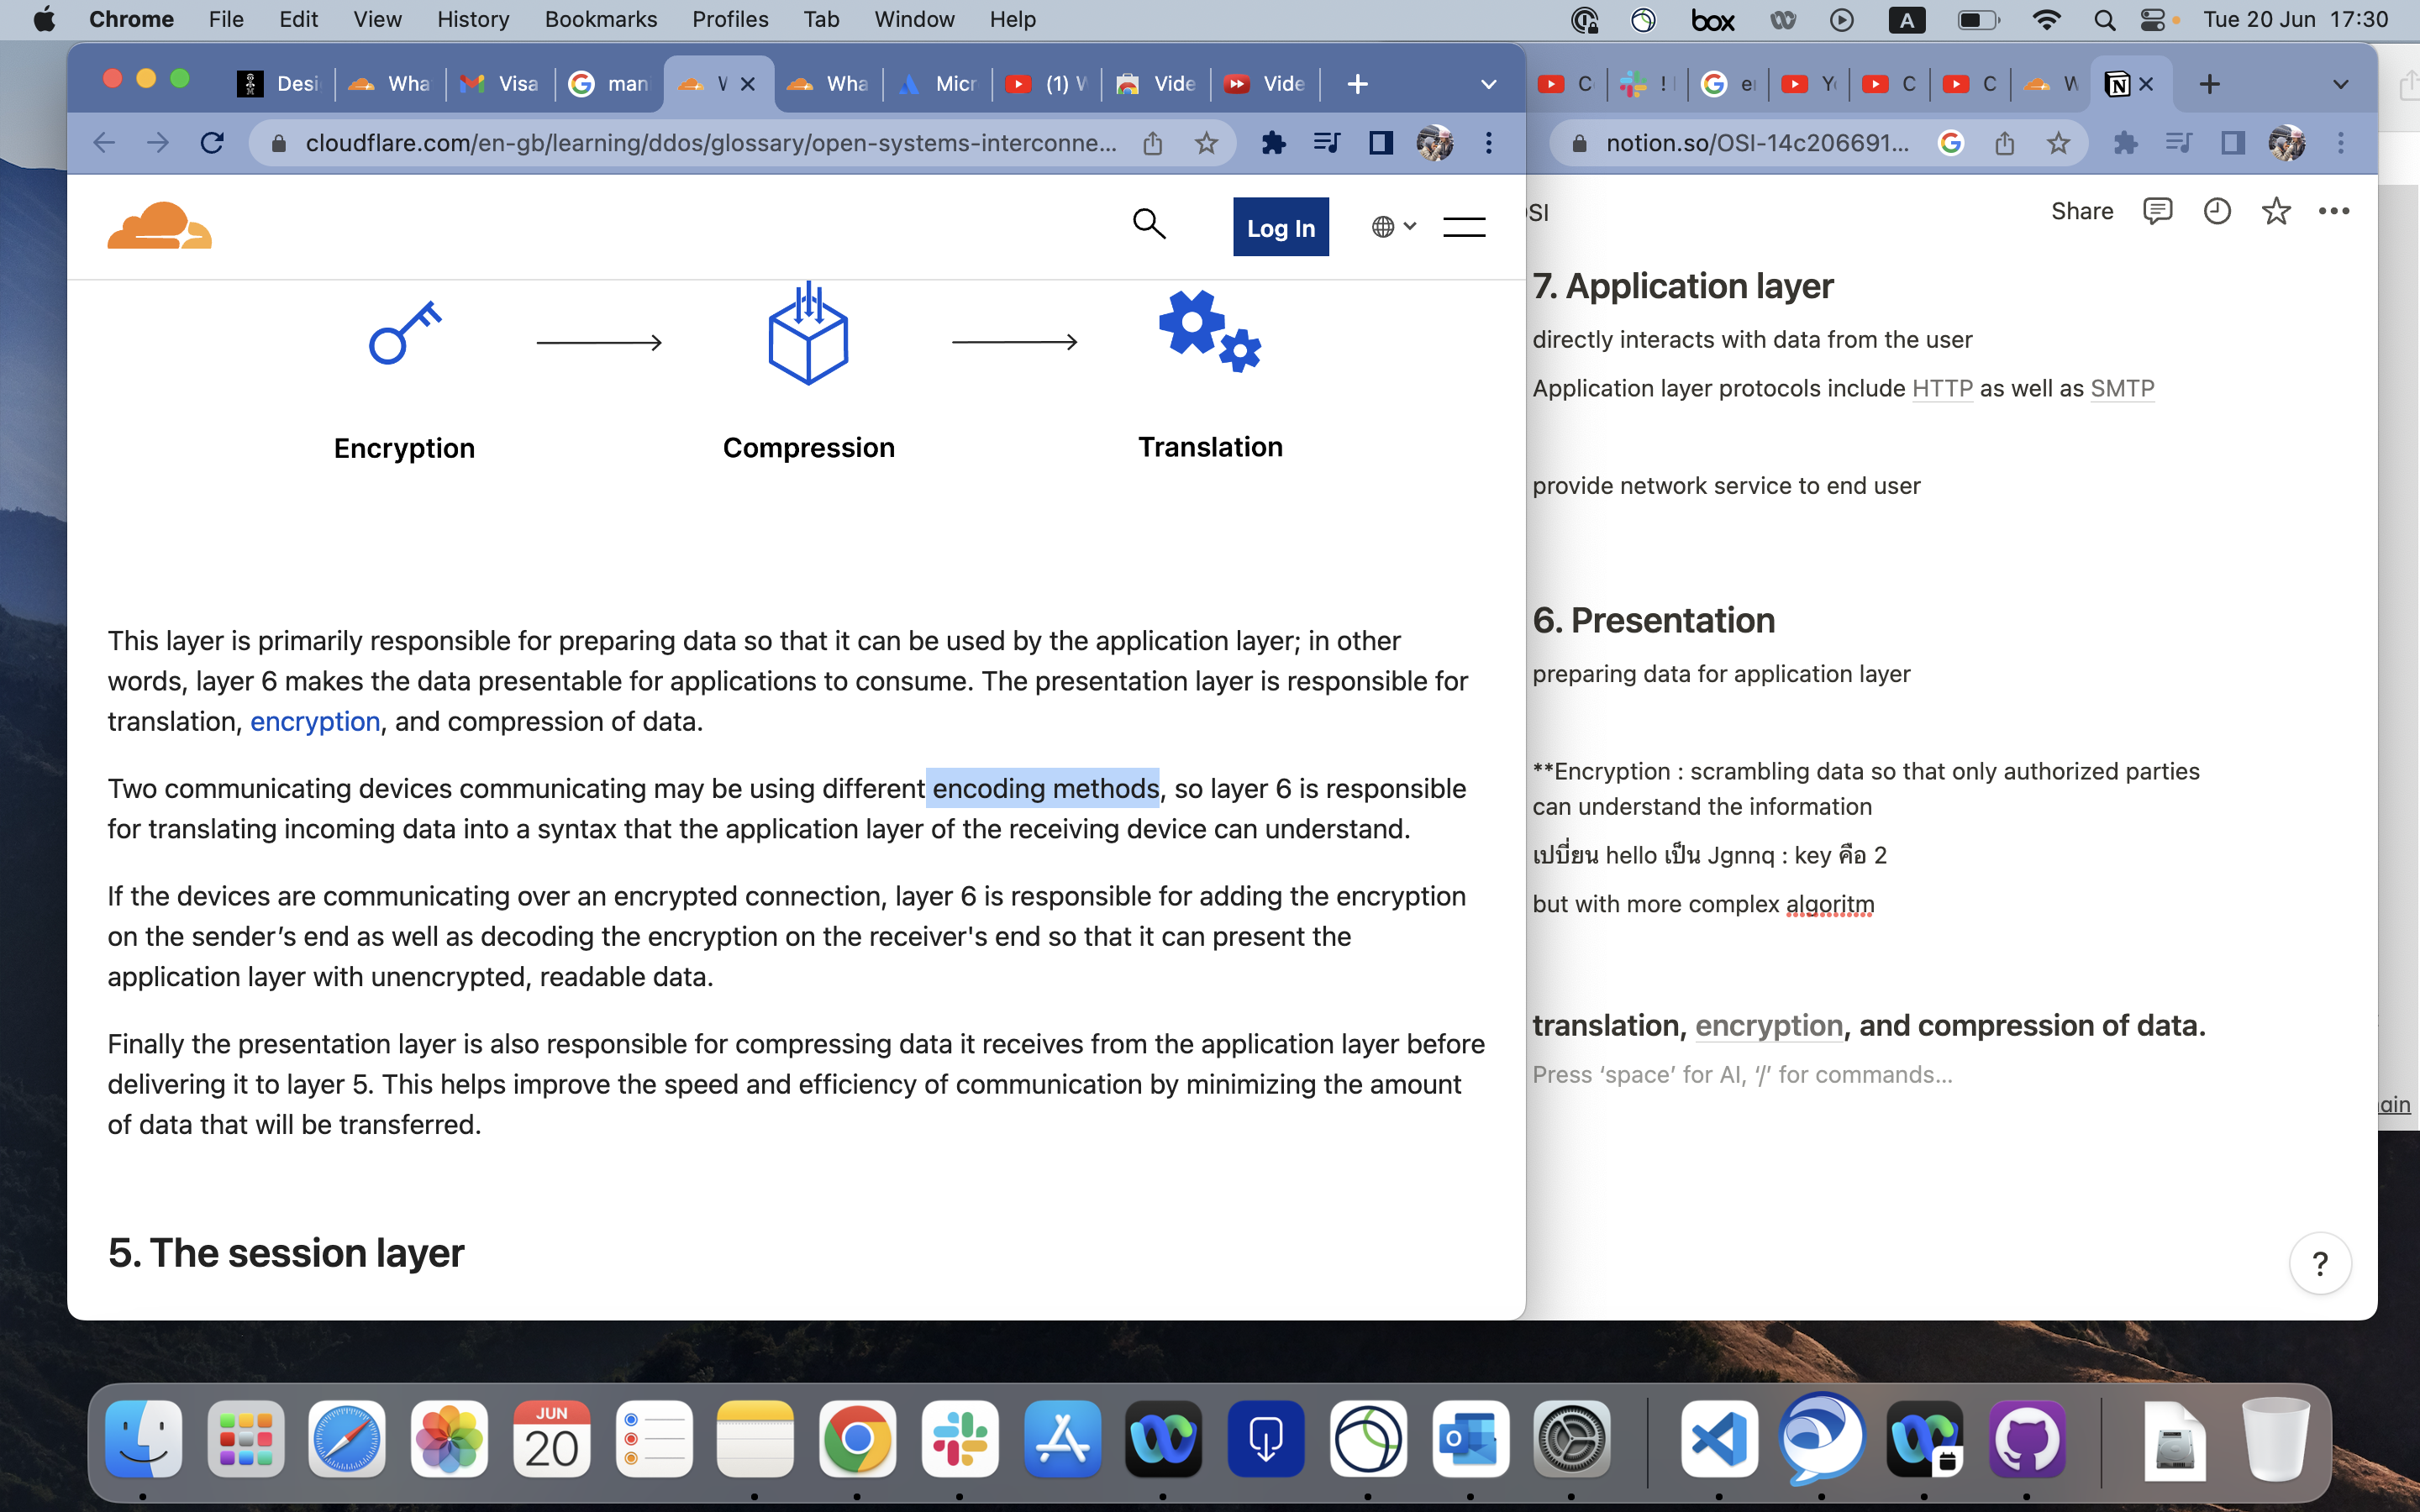 Chrome File Edit View History Bookmarks Profiles Tab Window Help
box A Tue 20 Jun 17:30
Desi Wha Visa man W Wha Micr (1) W Vide Vide
C ! e Y C C W
cloudflare.com/en-gb/learning/ddos/glossary/open-systems-interconne...
notion.so/OSI-14c206691...
Log In
OSI
Share
Encryption
Compression
Translation
This layer is primarily responsible for preparing data so that it can be used by the application layer; in other
words, layer 6 makes the data presentable for applications to consume. The presentation layer is responsible for
translation, encryption, and compression of data.
Two communicating devices communicating may be using different encoding methods, so layer 6 is responsible
for translating incoming data into a syntax that the application layer of the receiving device can understand.
If the devices are communicating over an encrypted connection, layer 6 is responsible for adding the encryption
on the sender’s end as well as decoding the encryption on the receiver's end so that it can present the
application layer with unencrypted, readable data.
Finally the presentation layer is also responsible for compressing data it receives from the application layer before
delivering it to layer 5. This helps improve the speed and efficiency of communication by minimizing the amount
of data that will be transferred.
5. The session layer
7. Application layer
directly interacts with data from the user
Application layer protocols include HTTP as well as SMTP
provide network service to end user
6. Presentation
preparing data for application layer
**Encryption : scrambling data so that only authorized parties
can understand the information
เปบี่ยน hello เป็น Jgnnq : key คือ 2
but with more complex algoritm
translation, encryption, and compression of data.
Press ‘space’ for AI, ‘/’ for commands...
ain
?
JUN
20